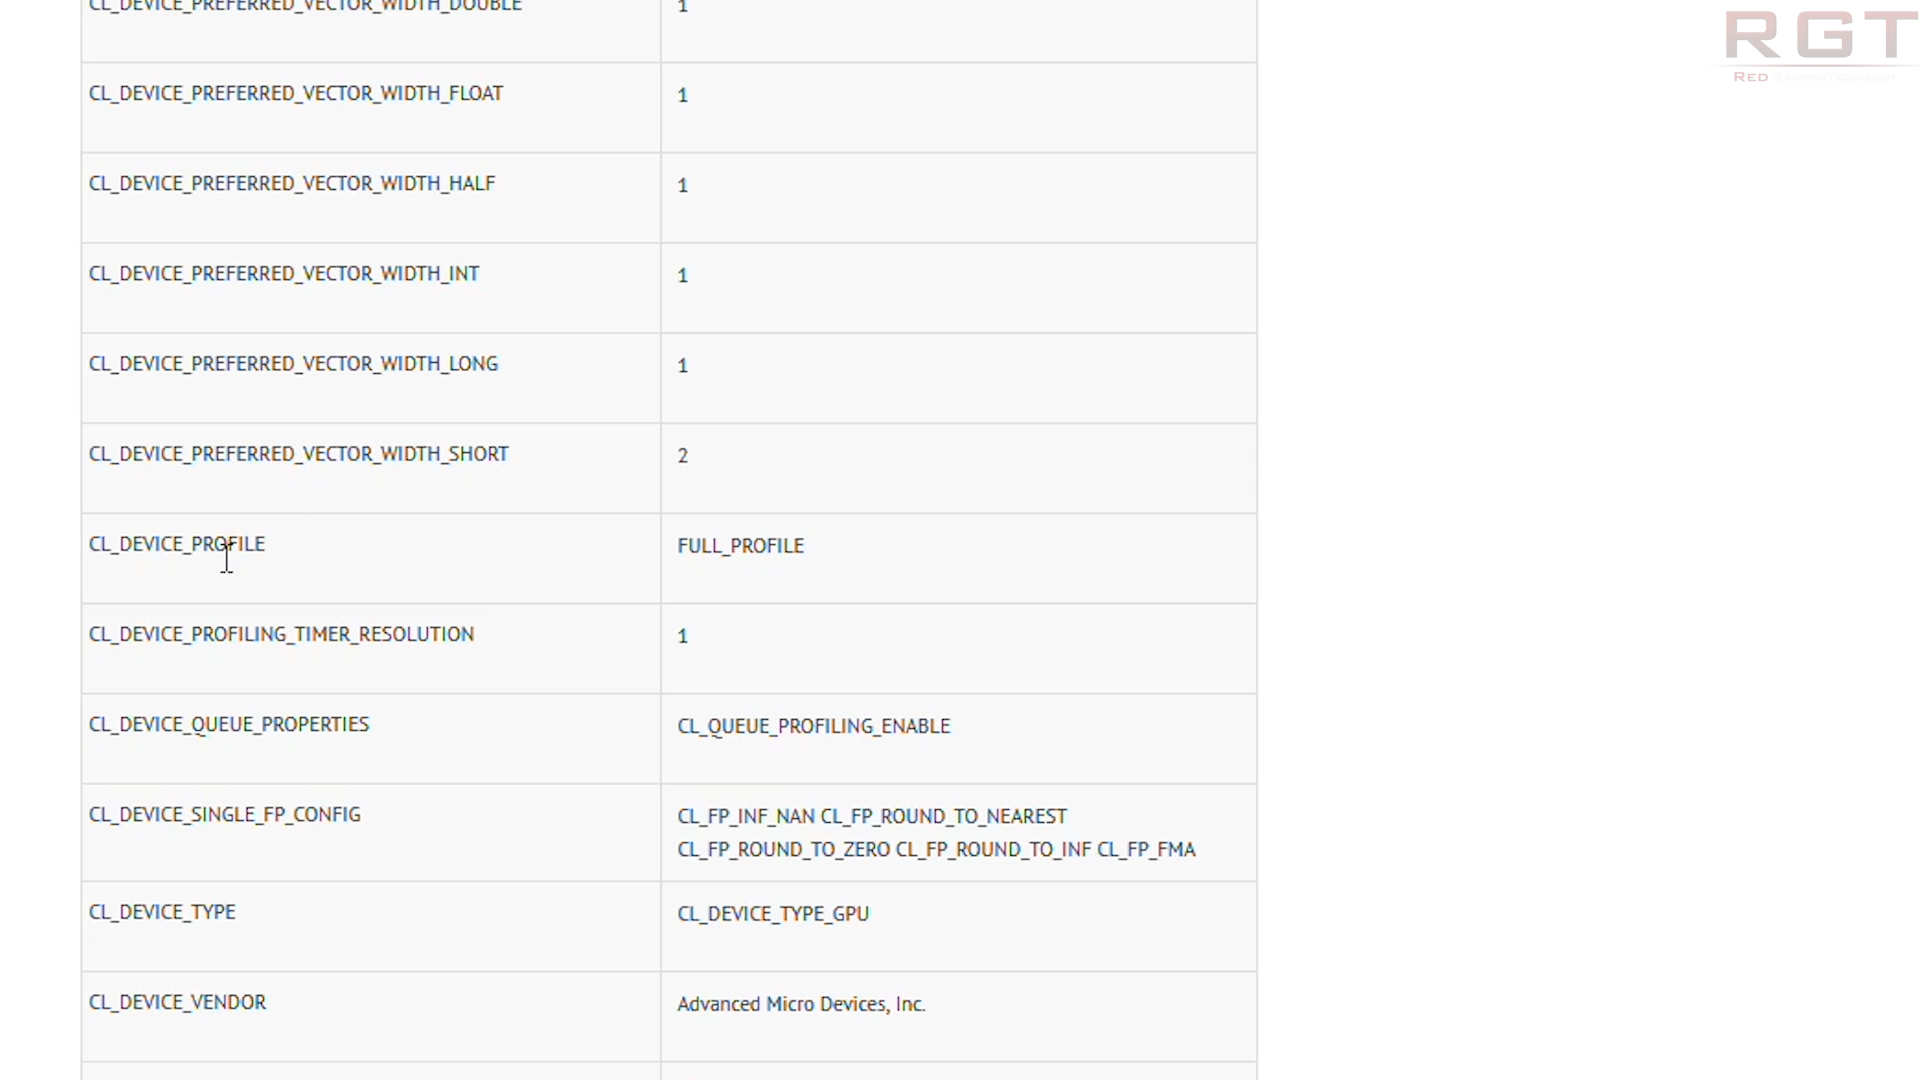 CL_DEVICE_PREFERRED_VECTOR_WIDTH_DOUBLE 1
RGT
RED
CL_DEVICE_PREFERRED_VECTOR_WIDTH_FLOAT 1
CL_DEVICE_PREFERRED_VECTOR_WIDTH_HALF 1
CL_DEVICE_PREFERRED_VECTOR_WIDTH_INT 1
CL_DEVICE_PREFERRED_VECTOR_WIDTH_LONG 1
CL_DEVICE_PREFERRED_VECTOR_WIDTH_SHORT 2
CL_DEVICE_PROFILE FULL_PROFILE
CL_DEVICE_PROFILING_TIMER_RESOLUTION 1
CL_DEVICE_QUEUE_PROPERTIES CL_QUEUE_PROFILING_ENABLE
CL_DEVICE_SINGLE_FP_CONFIG CL_FP_INF_NAN CL_FP_ROUND_TO_NEAREST
CL_FP_ROUND_TO_ZERO CL_FP_ROUND_TO_INF CL_FP_FMA
CL_DEVICE_TYPE CL_DEVICE_TYPE_GPU
CL_DEVICE_VENDOR Advanced Micro Devices, Inc.